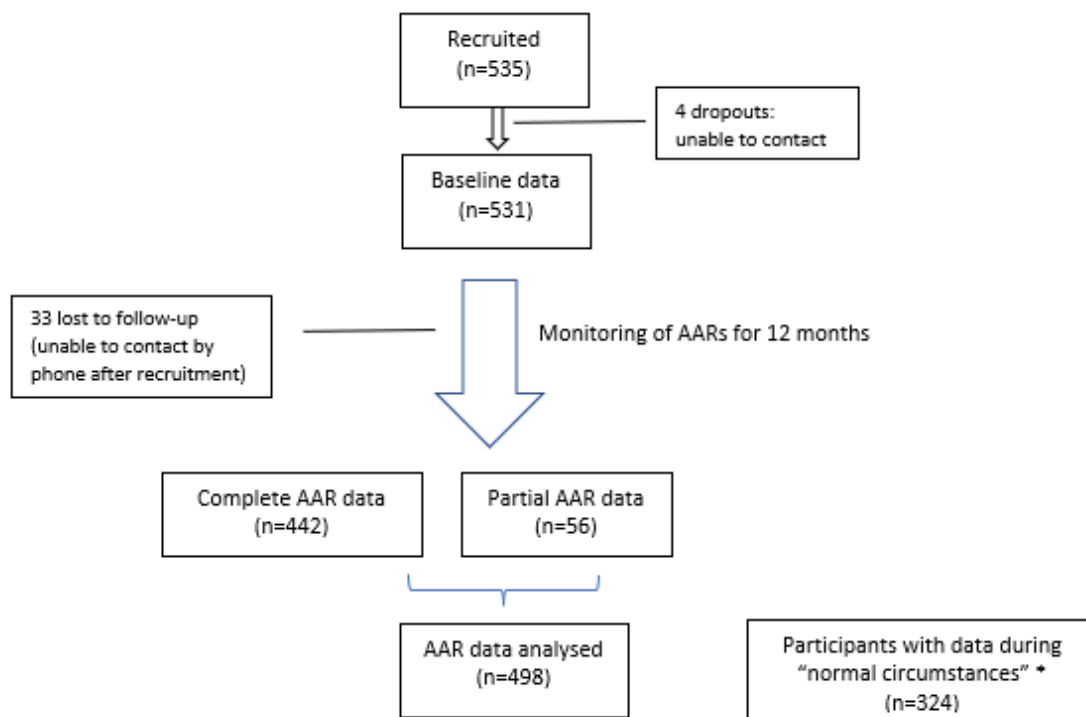 Recruited
(n=535)
4 dropouts:
unable to contact
Baseline data
(n=531)
33 lost to follow-up
(unable to contact by
phone after recruitment)
Monitoring of AARs for 12 months
Complete AAR data
(n=442)
Partial AAR data
(n=56)
AAR data analysed
(n=498)
Participants with data during
“normal circumstances” *
(n=324)